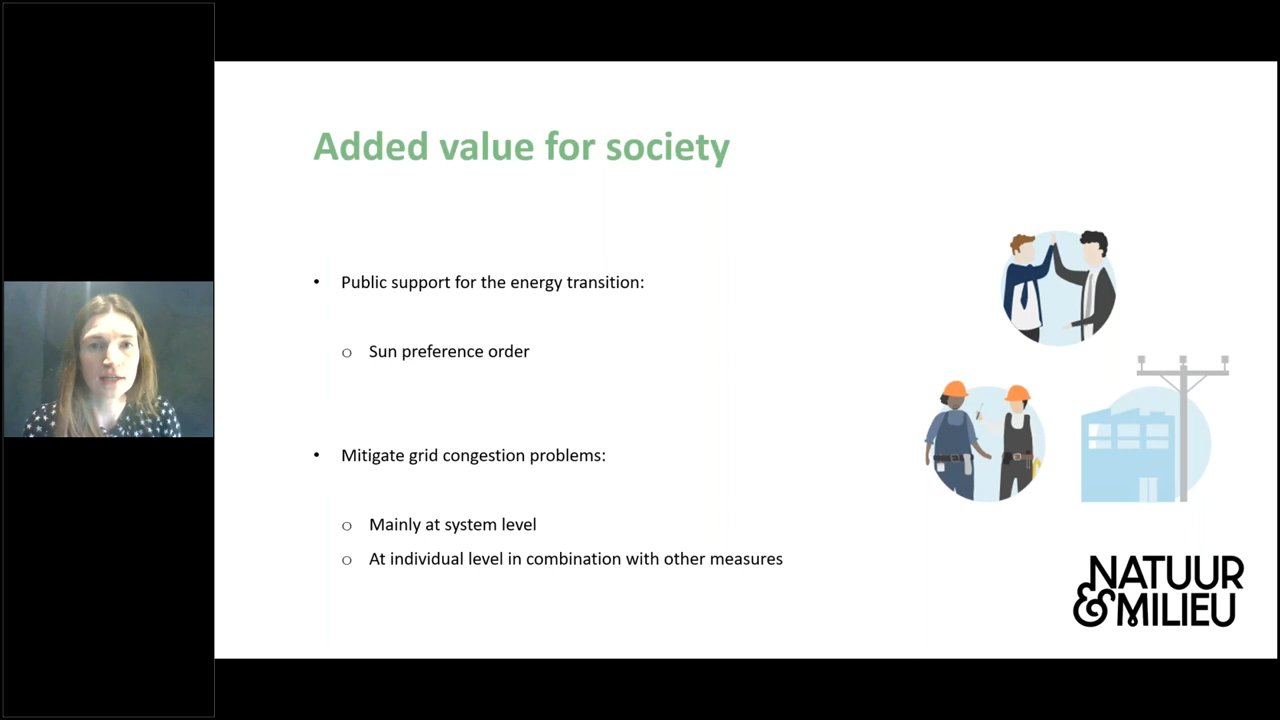 Added value for society
• Public support for the energy transition:
o Sun preference order
• Mitigate grid congestion problems:
o Mainly at system level
o At individual level in combination with other measures
NATUUR
&MILIEU